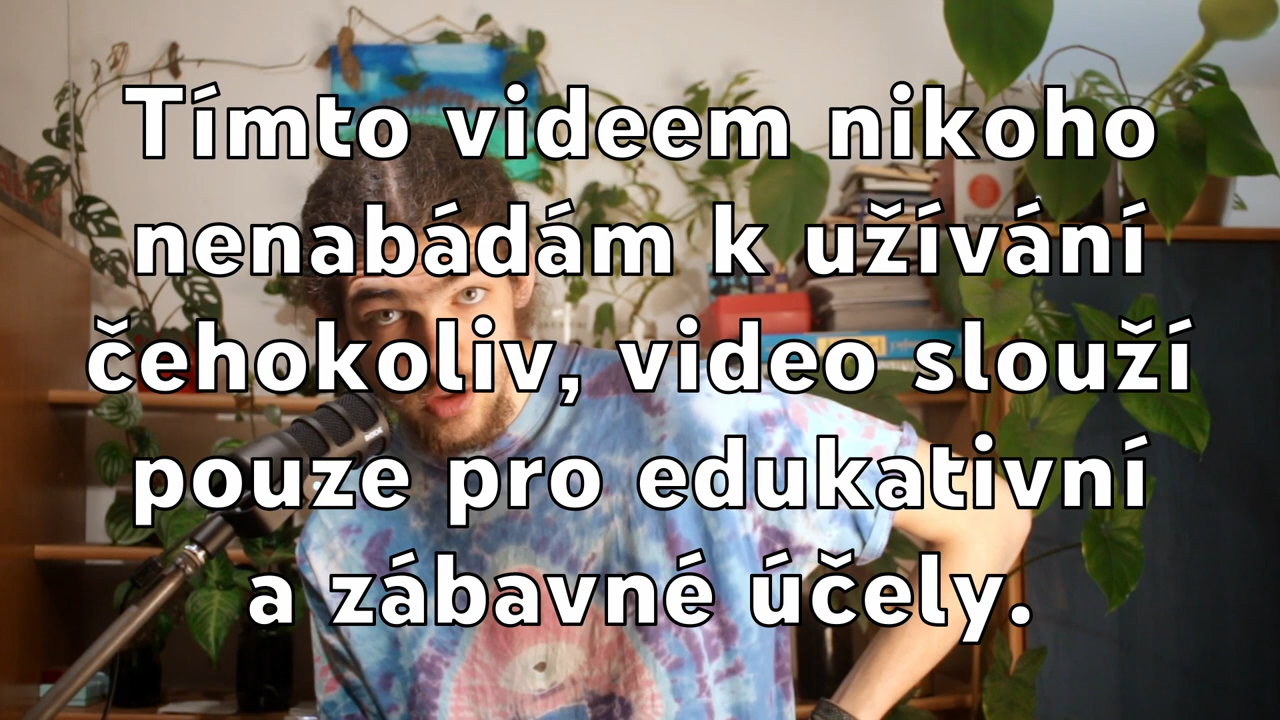 Tímto videem nikoho
nenabádám k užívání
čehokoliv, video slouží
pouze pro edukativní
a zábavné účely.